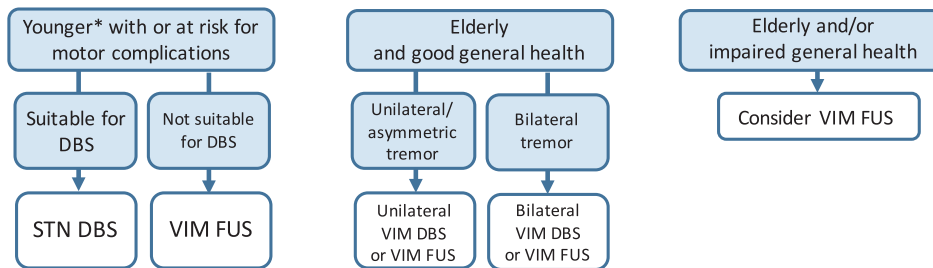 Younger* with or at risk for
motor complications
Suitable for
DBS
Not suitable
for DBS
STN DBS
VIM FUS
Elderly
and good general health
Unilateral/
asymmetric
tremor
Bilateral
tremor
Unilateral
VIM DBS
or VIM FUS
Bilateral
VIM DBS
or VIM FUS
Elderly and/or
impaired general health
Consider VIM FUS